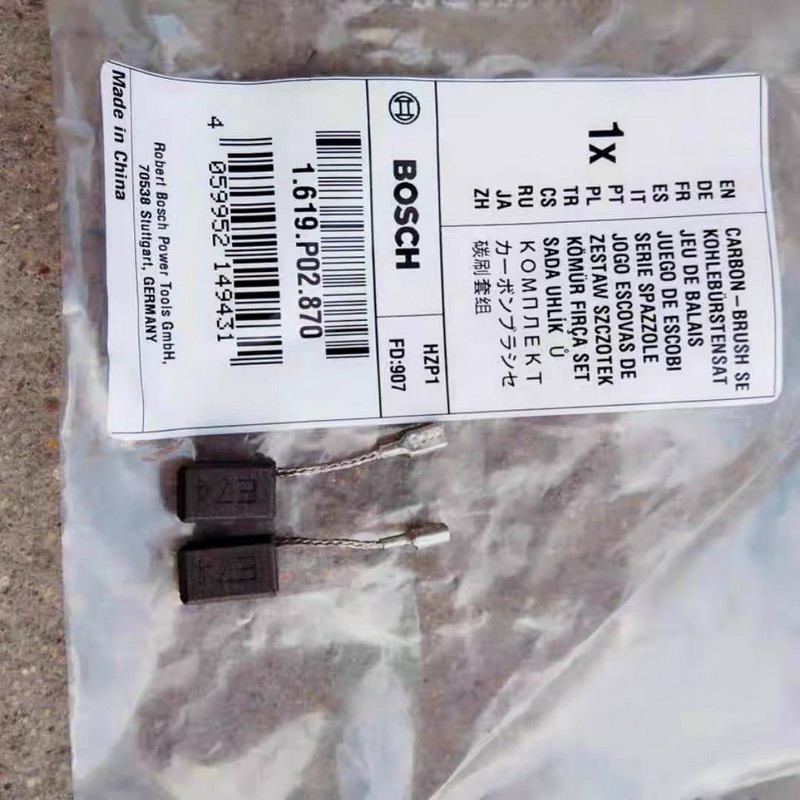 1x
EN CARBON-BRUSH SE
DE KOHLEBÜRSTENSAT
FR JEU DE BALAIS
ES JUEGO DE ESCOBI
IT SERIE SPAZZOLE
PT JOGO ESCOVAS DE
PL ZESTAW SZCZOTEK
TR KÖMÜR FIRÇA SET
CS SADA UHLÍK Ů
RU КОМПЛЕКТ
JA カーボンブラシセ
ZH 碳刷套组
BOSCH
HZP1
FD:907
1.619.P02.870
4 059952 149431
Robert Bosch Power Tools GmbH,
70538 Stuttgart, GERMANY
Made in China
E74
E74